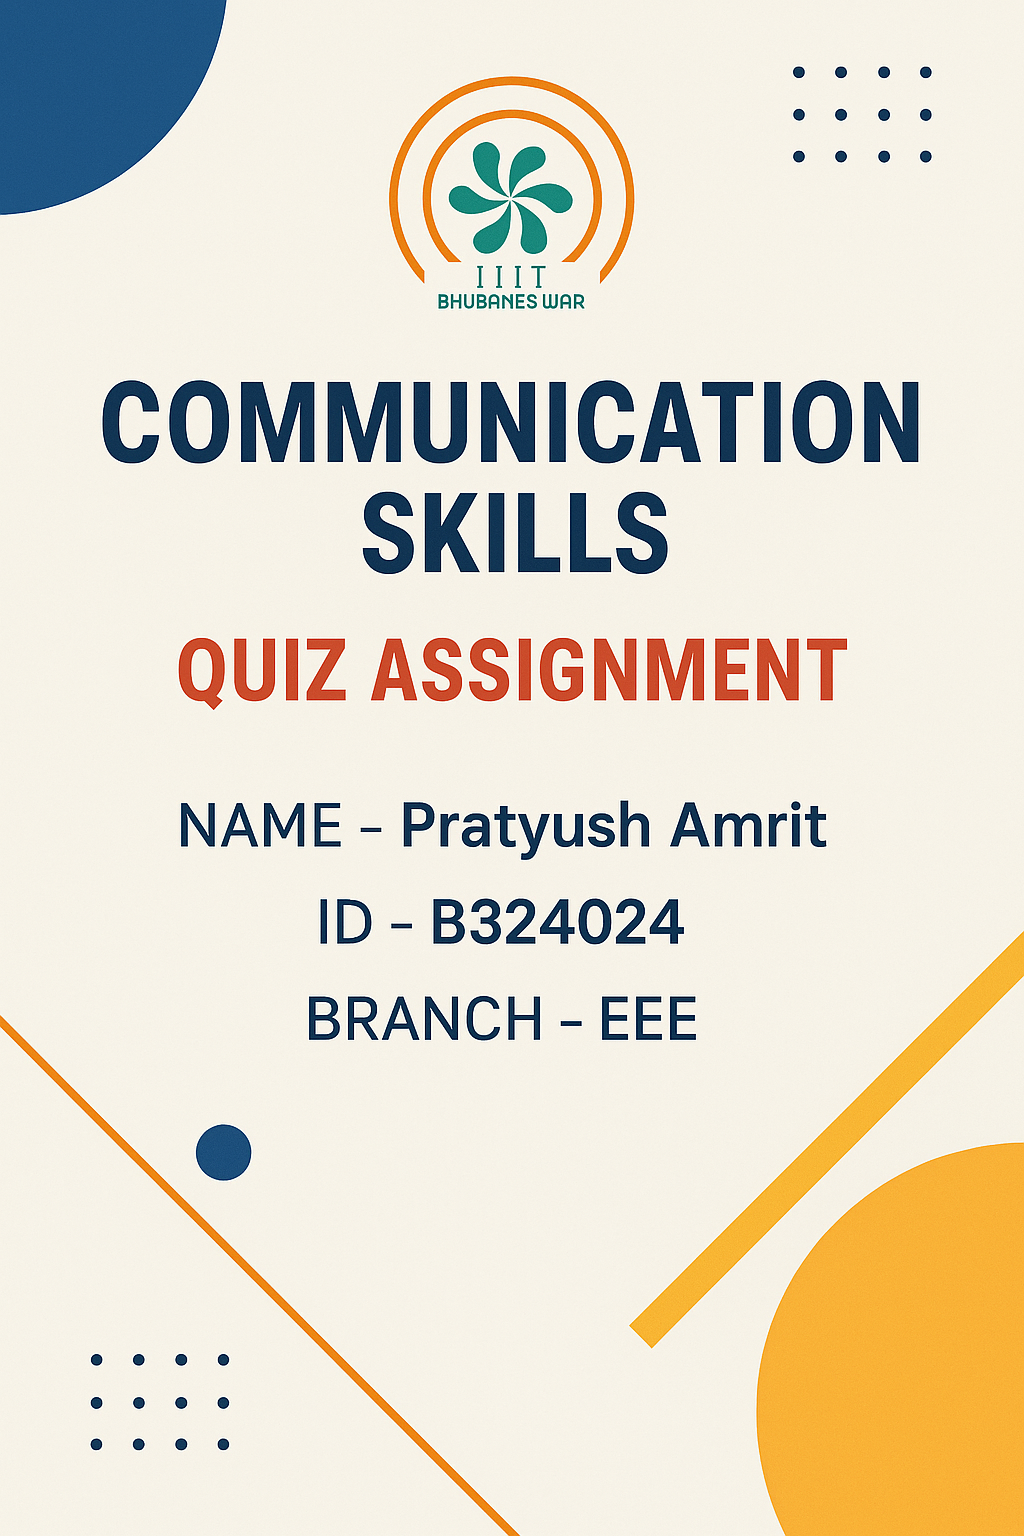 IIIT
BHUBANES WAR
COMMUNICATION
SKILLS
QUIZ ASSIGNMENT
NAME – Pratyush Amrit
ID – B324024
BRANCH – EEE